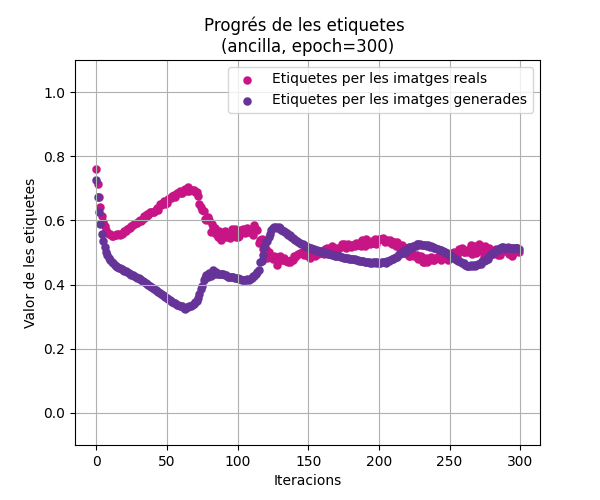 Progrés de les etiquetes
(ancilla, epoch=300)
Etiquetes per les imatges reals
Etiquetes per les imatges generades
Valor de les etiquetes
1.0
0.8
0.6
0.4
0.2
0.0
0 50 100 150 200 250 300
Iteracions